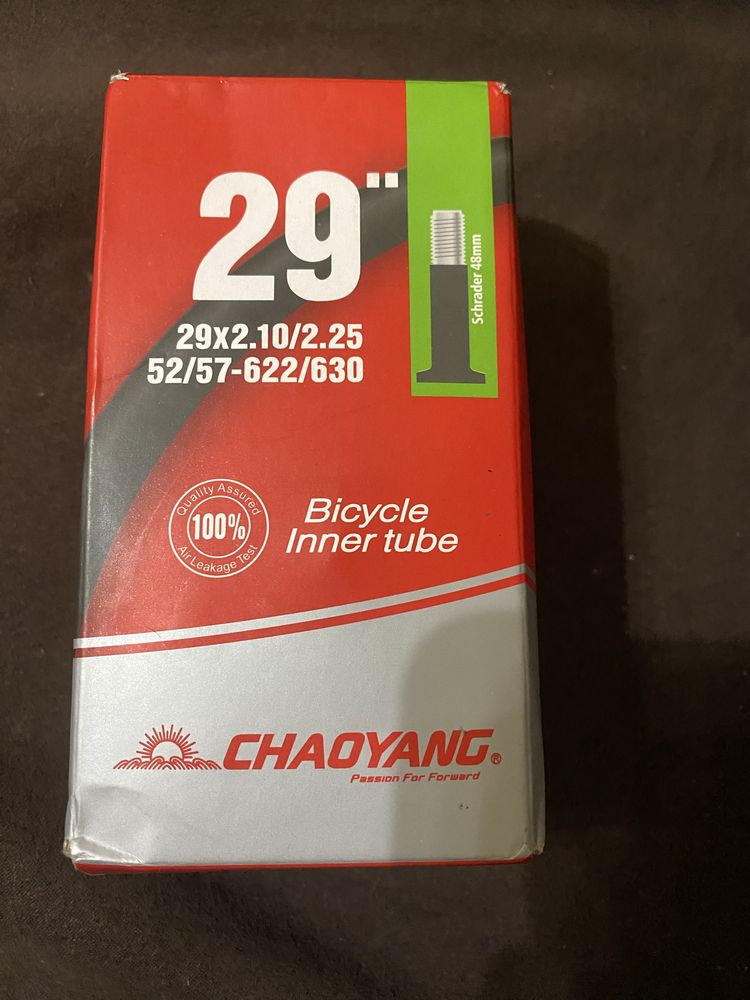 29"
29x2.10/2.25
52/57-622/630
Schrader 48mm
Quality Assured
100%
Air Leakage Test
Bicycle
Inner tube
CHAOYANG®
Passion For Forward